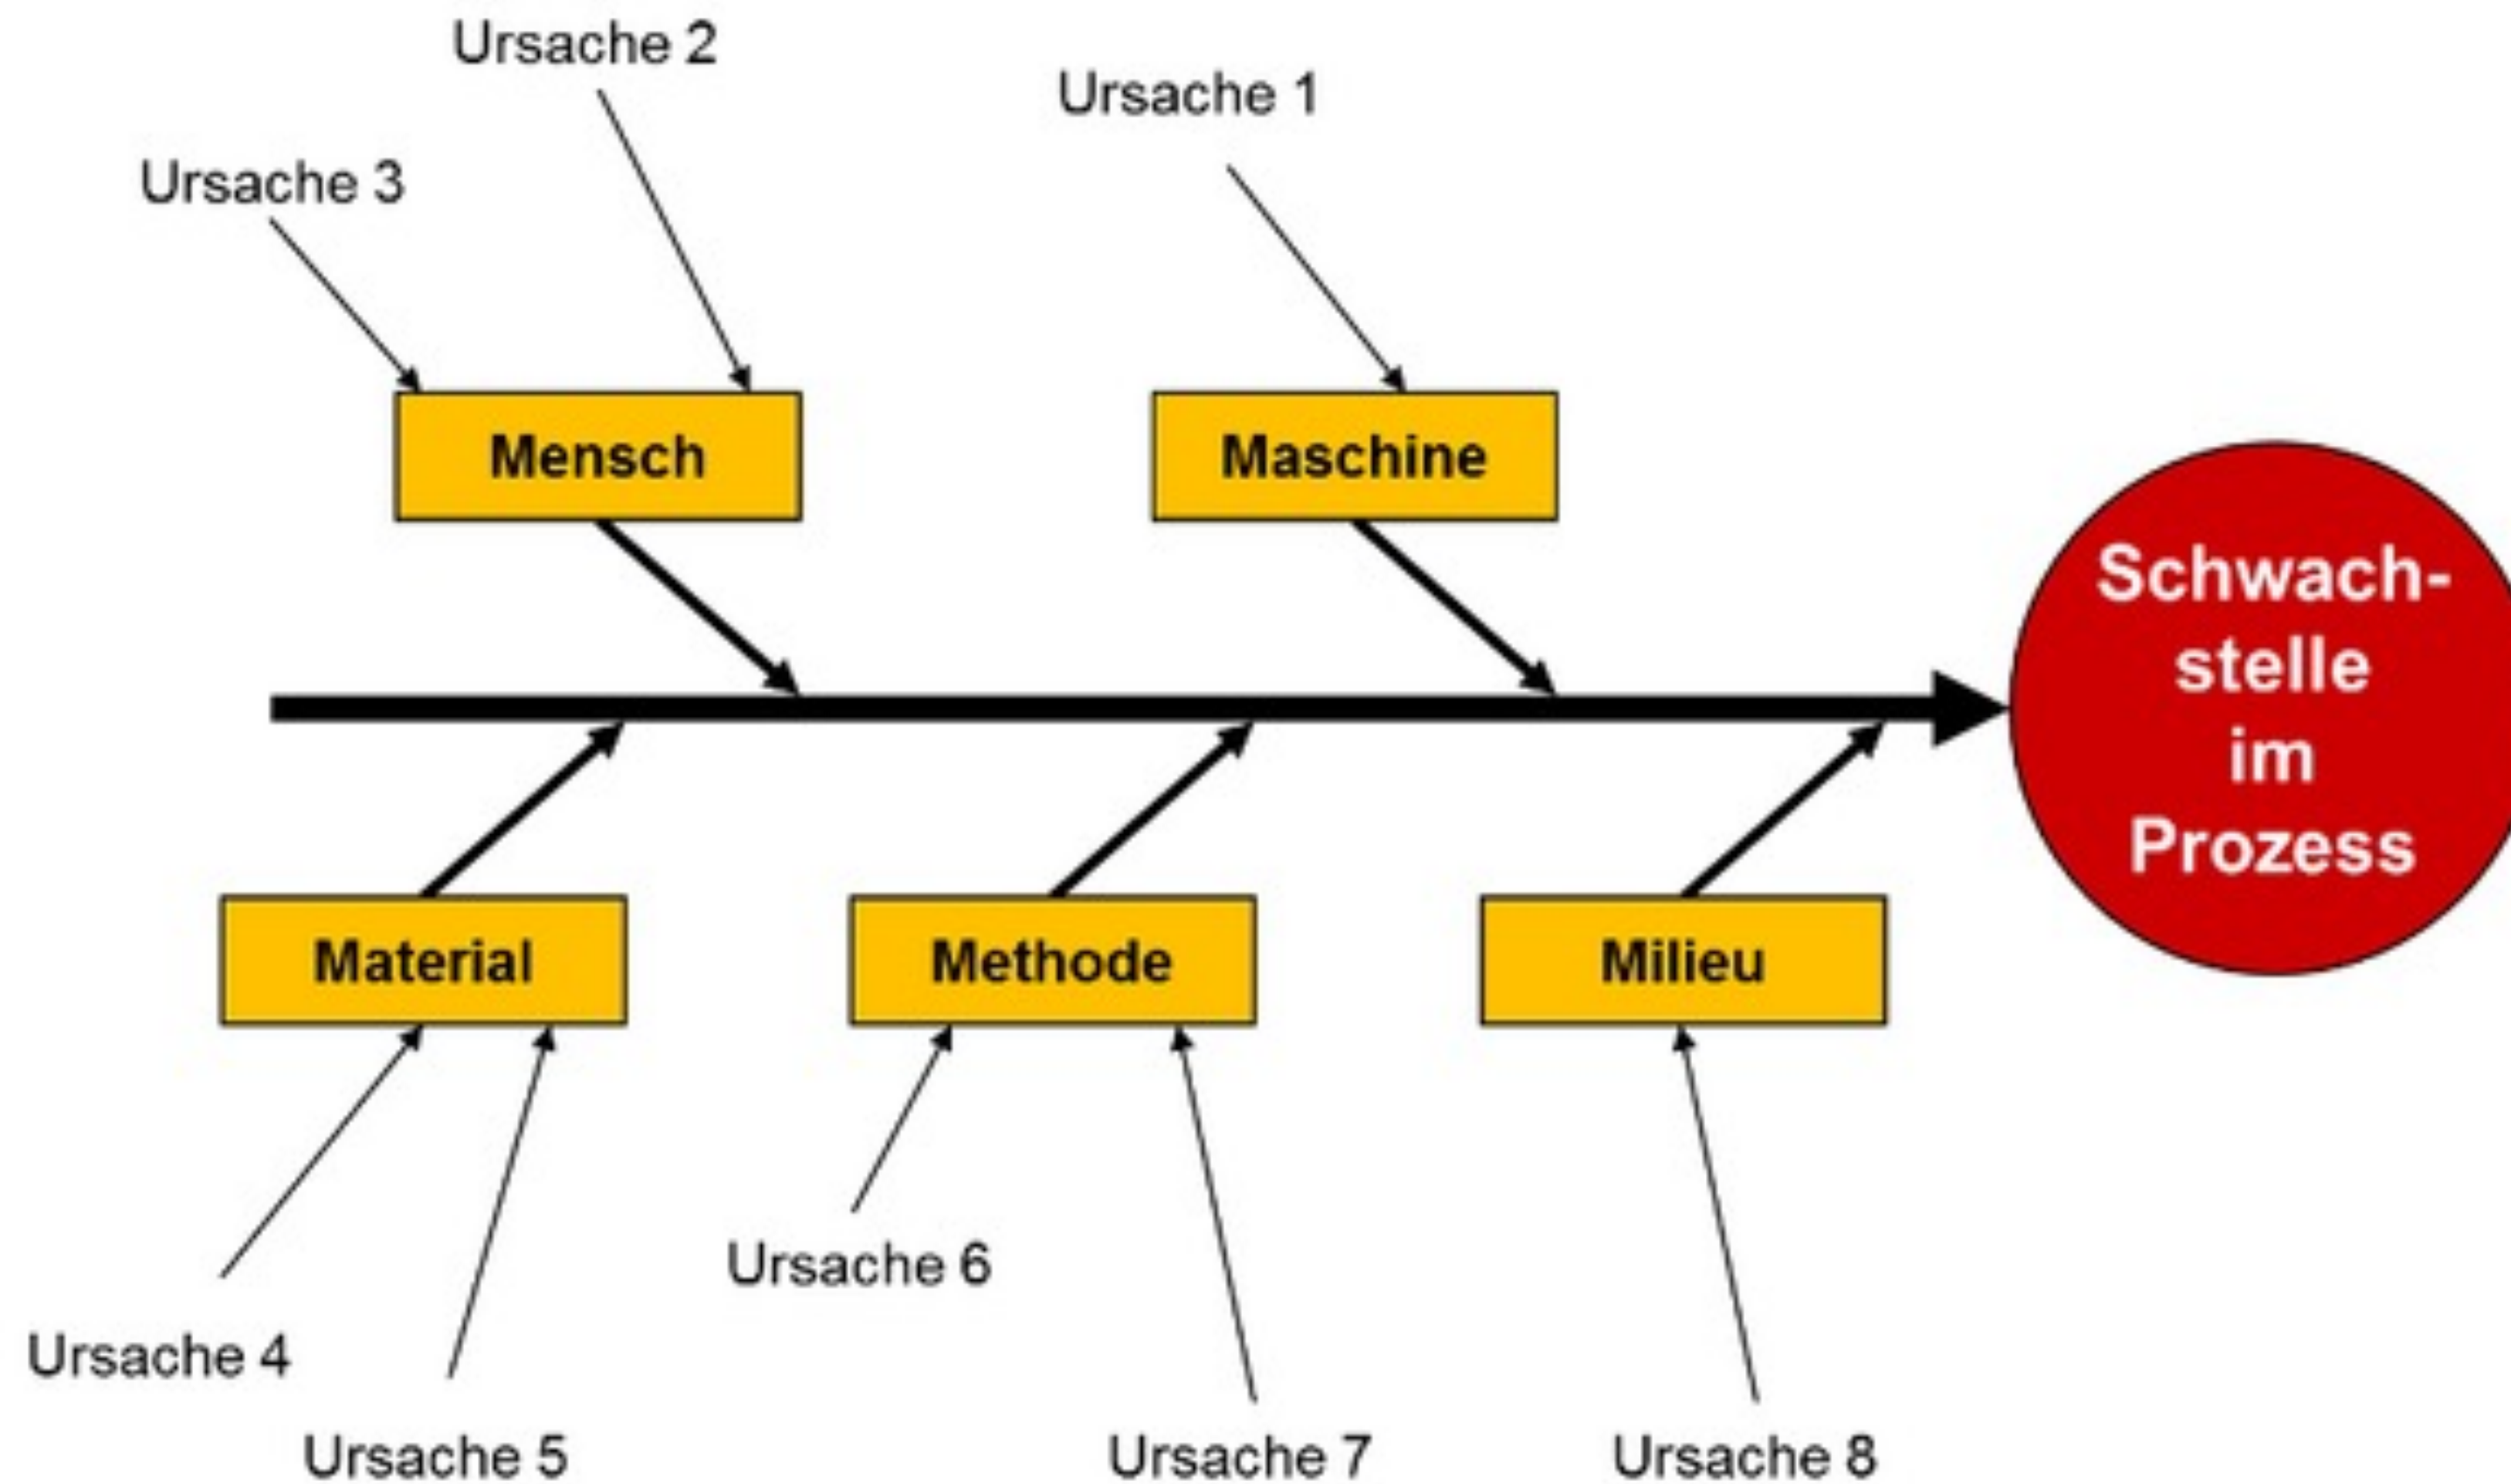 Ursache 2
Ursache 1
Ursache 3
Mensch
Maschine
Schwach-
stelle
im
Prozess
Material
Methode
Milieu
Ursache 6
Ursache 4
Ursache 5
Ursache 7
Ursache 8